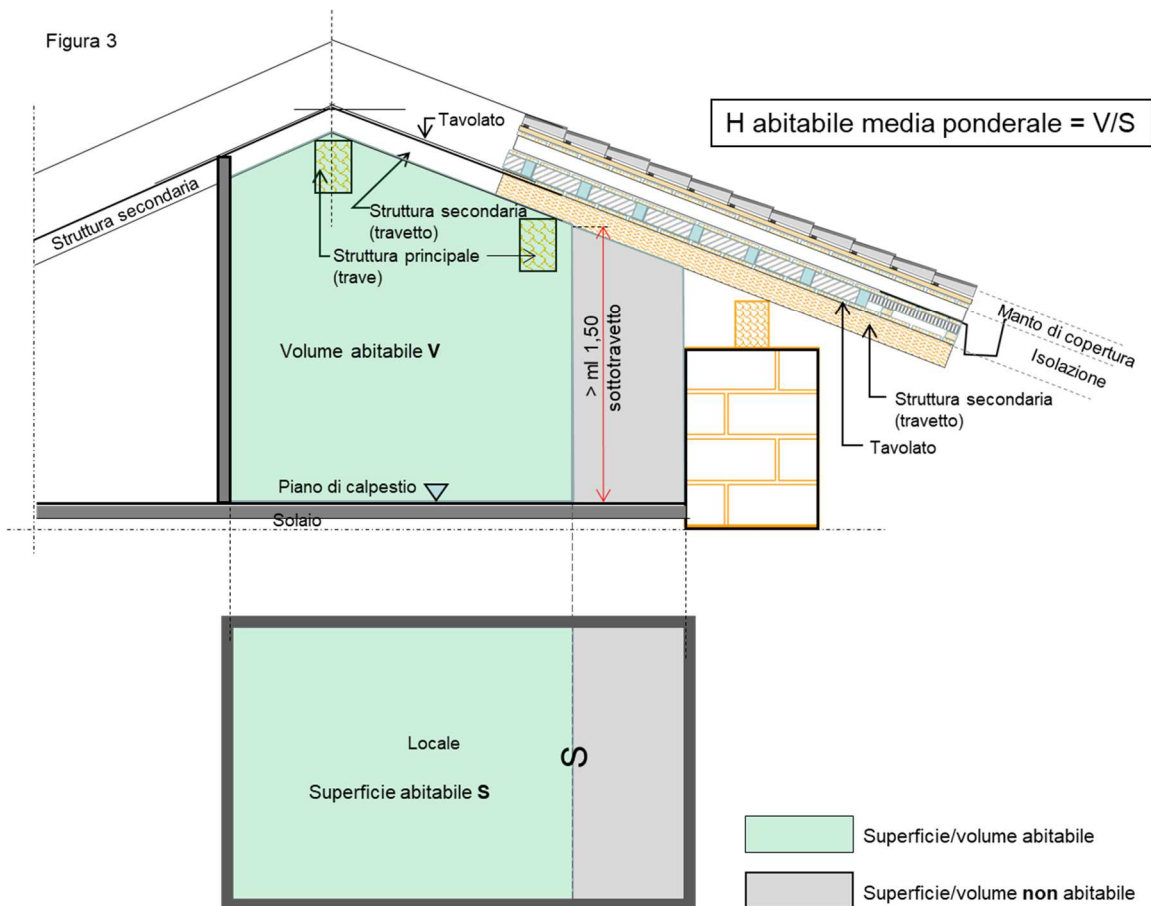 Figura 3
H abitabile media ponderale = V/S
Tavolato
Struttura secondaria
Struttura secondaria
(travetto)
Struttura principale
(trave)
Volume abitabile V
> ml 1,50
sottotravetto
Manto di copertura
Isolazione
Struttura secondaria
(travetto)
Tavolato
Piano di calpestio
Solaio
Locale
S
Superficie abitabile S
Superficie/volume abitabile
Superficie/volume non abitabile